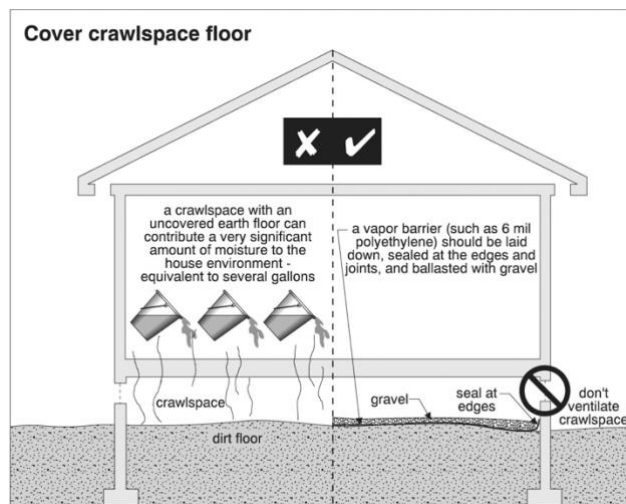 Cover crawlspace floor
a crawlspace with an
uncovered earth floor can
contribute a very significant
amount of moisture to the
house environment -
equivalent to several gallons
a vapor barrier (such as 6 mil
polyethylene) should be laid
down, sealed at the edges and
joints, and ballasted with gravel
crawlspace
dirt floor
gravel
seal at
edges
don't
ventilate
crawlspace